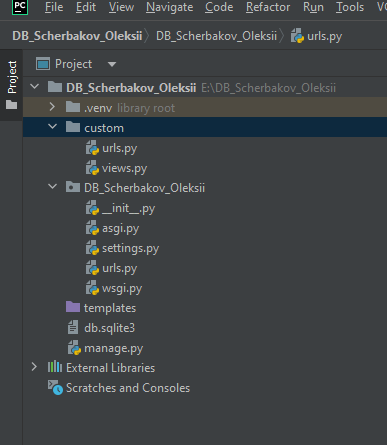 PC File Edit View Navigate Code Refactor Run Tools
DB_Scherbakov_Oleksii DB_Scherbakov_Oleksii urls.py
Project
Project
DB_Scherbakov_Oleksii E:\DB_Scherbakov_Oleksii
.venv library root
custom
urls.py
views.py
DB_Scherbakov_Oleksii
__init__.py
asgi.py
settings.py
urls.py
wsgi.py
templates
db.sqlite3
manage.py
External Libraries
Scratches and Consoles